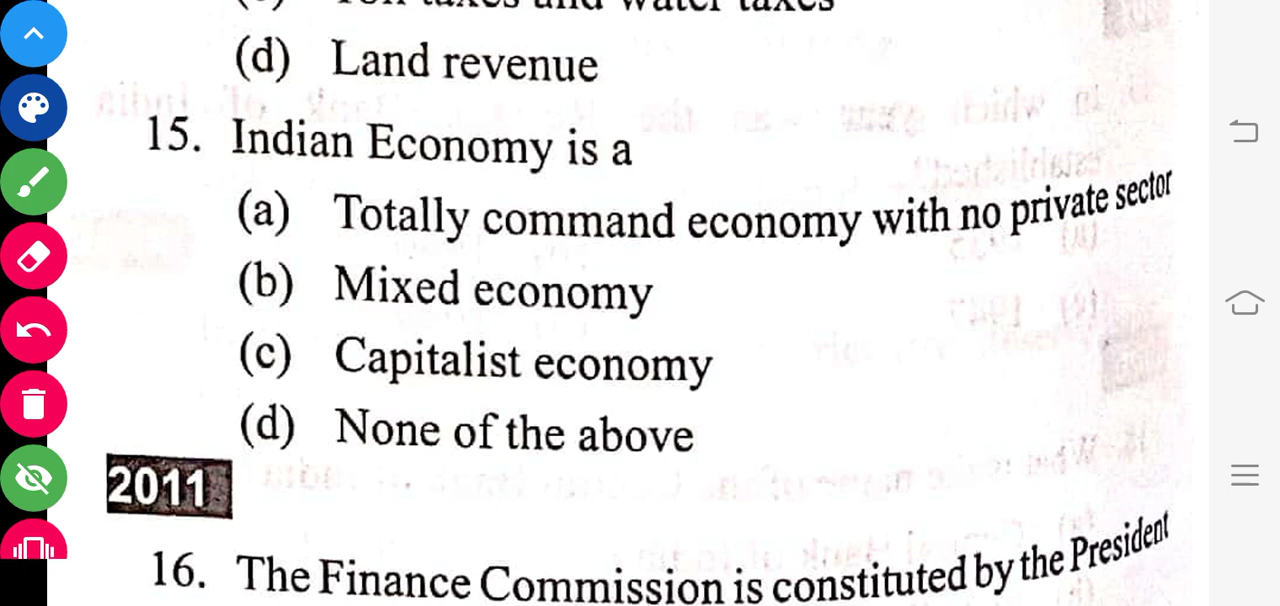 (d) Land revenue
15. Indian Economy is a
(a) Totally command economy with no private sector
(b) Mixed economy
(c) Capitalist economy
(d) None of the above
2011
16. The Finance Commission is constituted by the President